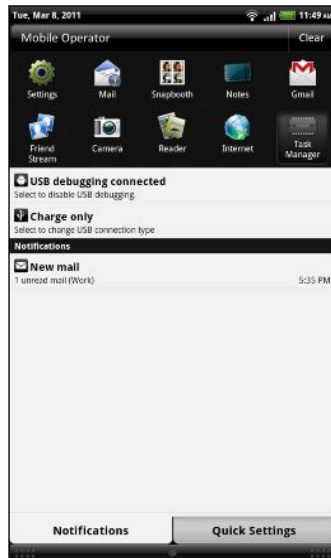 Tue, Mar 8, 2011 11:49 AM
Mobile Operator Clear
Settings Mail Snapbooth Notes Gmail
Friend Stream Camera Reader Internet Task Manager
USB debugging connected
Select to disable USB debugging.
Charge only
Select to change USB connection type
Notifications
New mail
1 unread mail (Work) 5:35 PM
Notifications Quick Settings